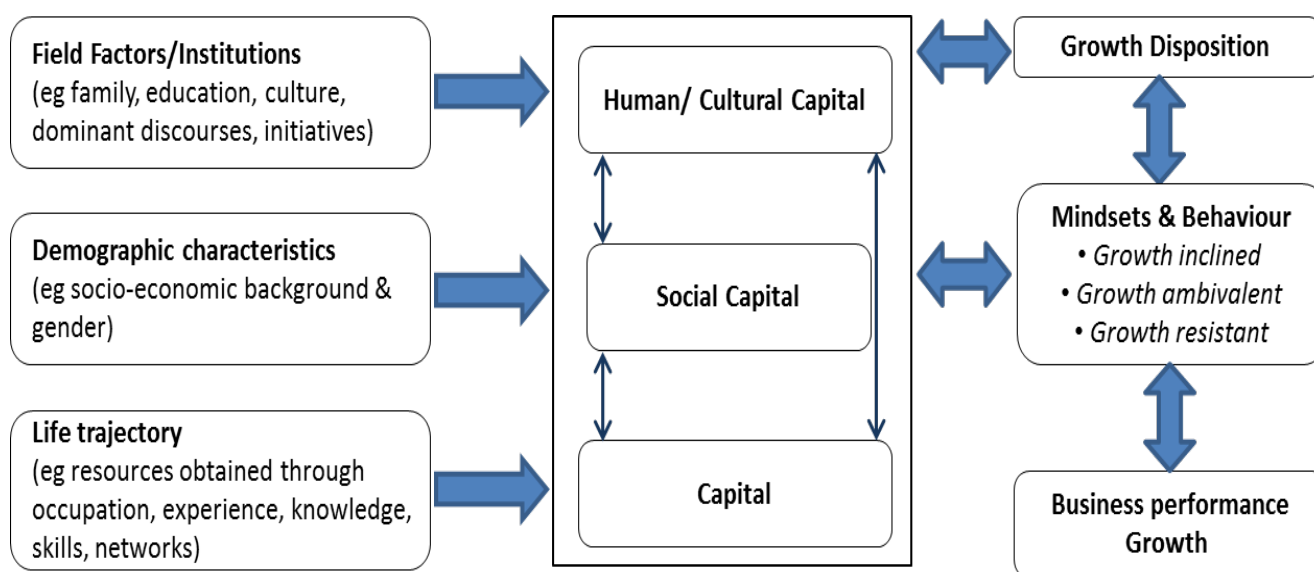 Field Factors/Institutions
(eg family, education, culture,
dominant discourses, initiatives)
Demographic characteristics
(eg socio-economic background &
gender)
Life trajectory
(eg resources obtained through
occupation, experience, knowledge,
skills, networks)
Human/ Cultural Capital
Social Capital
Capital
Growth Disposition
Mindsets & Behaviour
• Growth inclined
• Growth ambivalent
• Growth resistant
Business performance
Growth